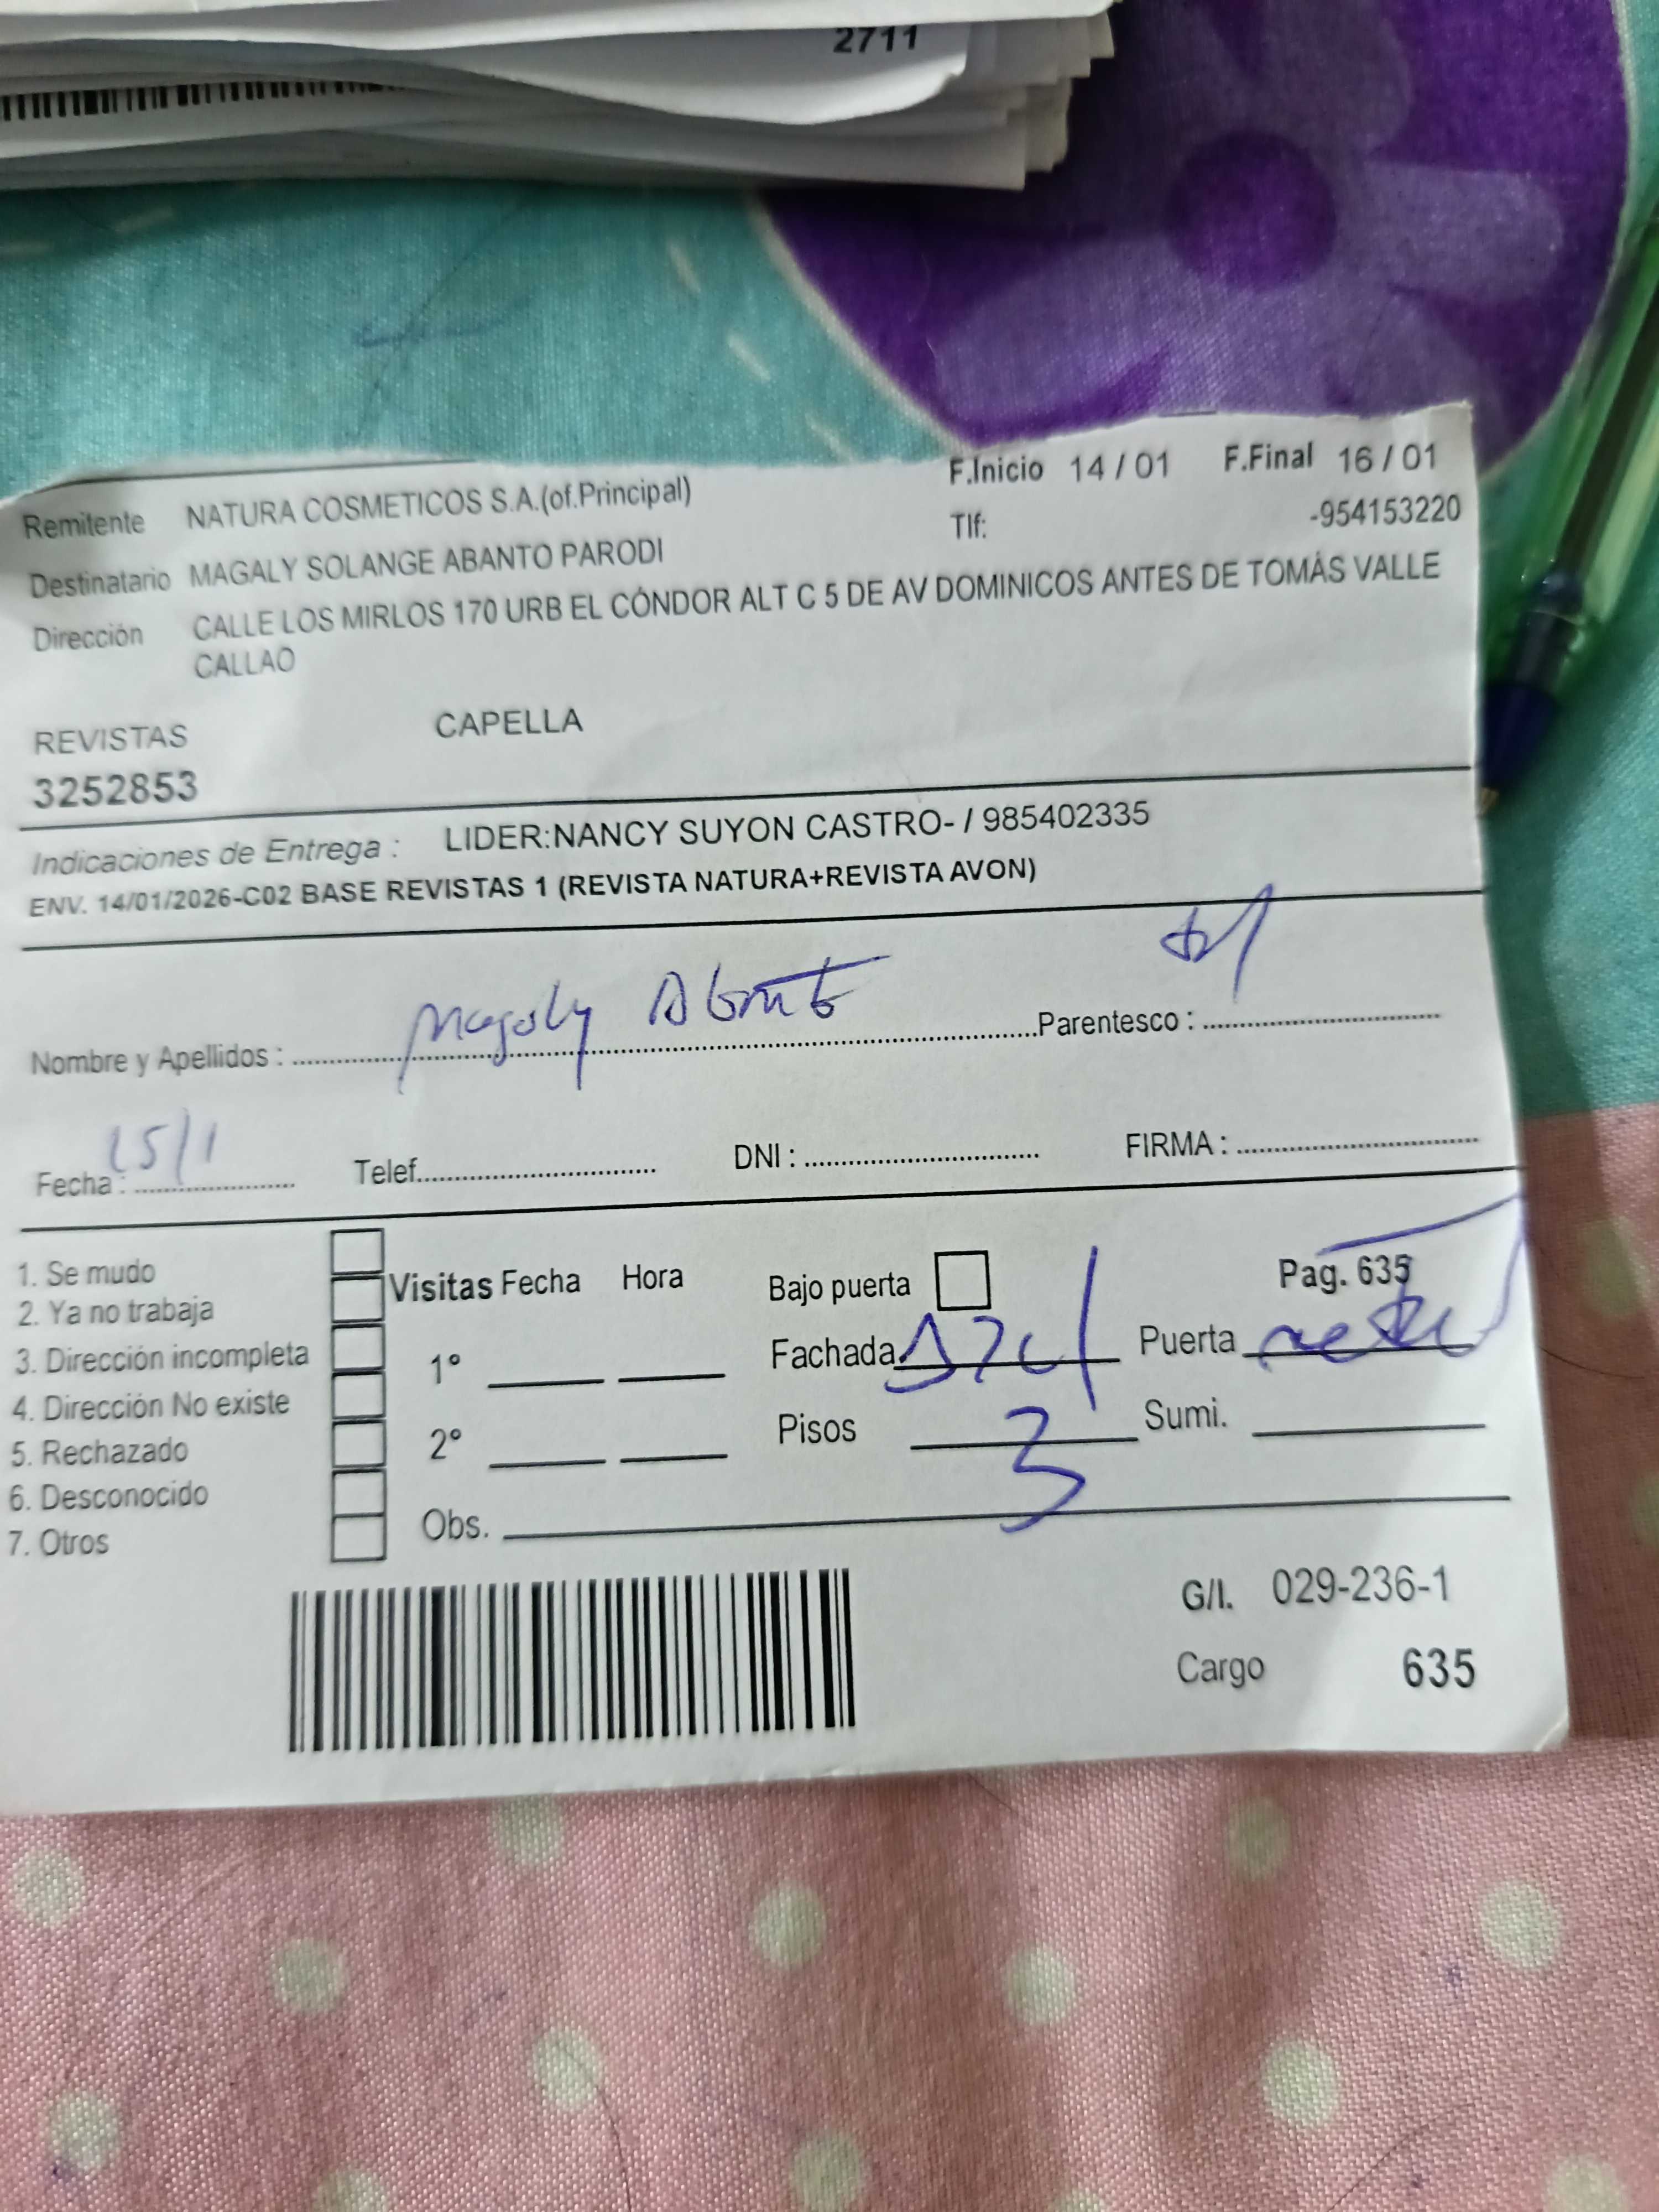 2711
F.Inicio 14 / 01 F.Final 16 / 01
Remitente NATURA COSMETICOS S.A.(of.Principal)
Tlf: -954153220
Destinatario MAGALY SOLANGE ABANTO PARODI
Dirección CALLE LOS MIRLOS 170 URB EL CÓNDOR ALT C 5 DE AV DOMINICOS ANTES DE TOMÁS VALLE
CALLAO
REVISTAS CAPELLA
3252853
Indicaciones de Entrega : LIDER:NANCY SUYON CASTRO- / 985402335
ENV. 14/01/2026-C02 BASE REVISTAS 1 (REVISTA NATURA+REVISTA AVON)
Nombre y Apellidos : Magaly Abanto Parentesco :
Fecha : 15/1 Telef. DNI : FIRMA :
1. Se mudo
2. Ya no trabaja
3. Dirección incompleta
4. Dirección No existe
5. Rechazado
6. Desconocido
7. Otros
Visitas Fecha Hora
1º
2º
Obs.
Bajo puerta Pag. 635
Fachada Azul Puerta
Pisos 3 Sumi.
G/I. 029-236-1
Cargo 635